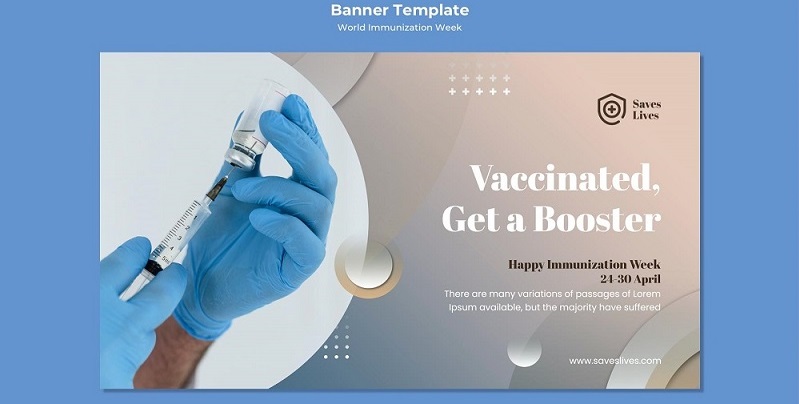 Banner Template
World Immunization Week
Saves
Lives
Vaccinated,
Get a Booster
Happy Immunization Week
24-30 April
There are many variations of passages of Lorem
Ipsum available, but the majority have suffered
www.saveslives.com
5ml